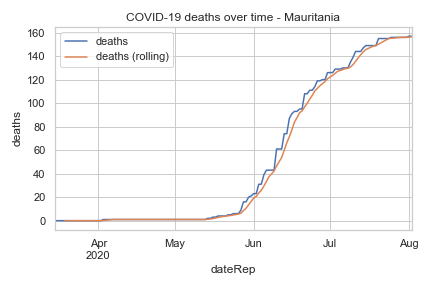 COVID-19 deaths over time - Mauritania
deaths
deaths (rolling)
160
140
120
100
80
60
40
20
0
deaths
Apr
2020
May
Jun
Jul
Aug
dateRep